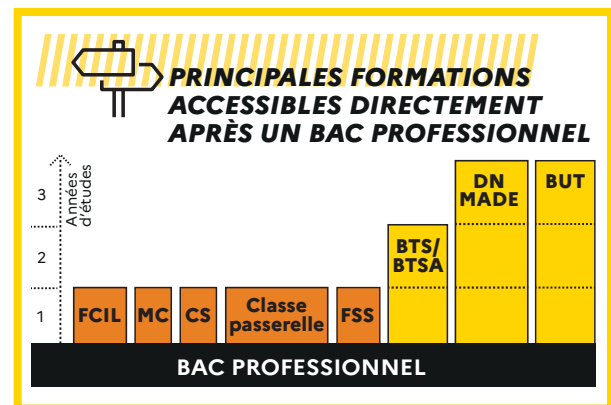 PRINCIPALES FORMATIONS
ACCESSIBLES DIRECTEMENT
APRÈS UN BAC PROFESSIONNEL
Années
d'études
3
2
1
FCIL
MC
CS
Classe
passerelle
FSS
BTS/
BTSA
DN
MADE
BUT
BAC PROFESSIONNEL